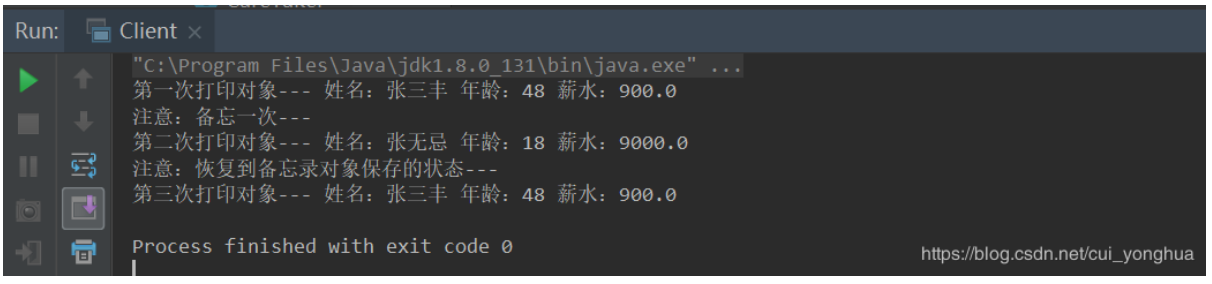 Run: Client ×
"C:\Program Files\Java\jdk1.8.0_131\bin\java.exe" ...
第一次打印对象--- 姓名：张三丰 年龄：48 薪水：900.0
注意：备忘一次---
第二次打印对象--- 姓名：张无忌 年龄：18 薪水：9000.0
注意：恢复到备忘录对象保存的状态---
第三次打印对象--- 姓名：张三丰 年龄：48 薪水：900.0
Process finished with exit code 0
https://blog.csdn.net/cui_yonghua